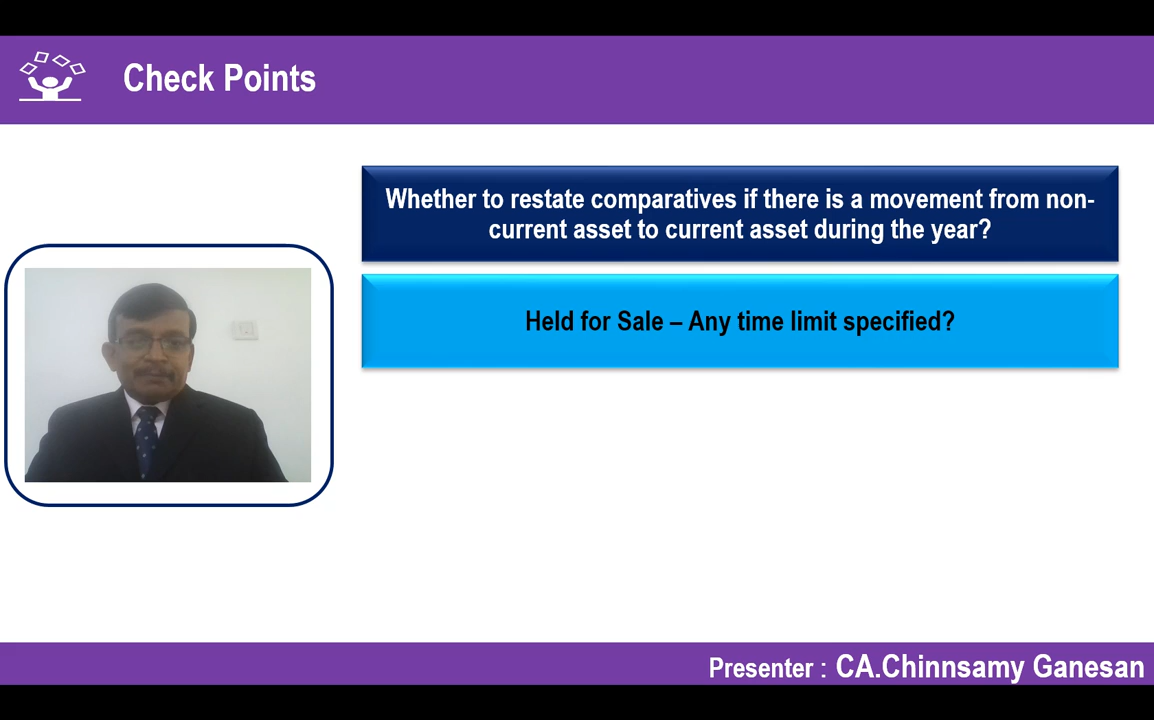 Check Points
Whether to restate comparatives if there is a movement from non-
current asset to current asset during the year?
Held for Sale – Any time limit specified?
Presenter : CA.Chinnsamy Ganesan